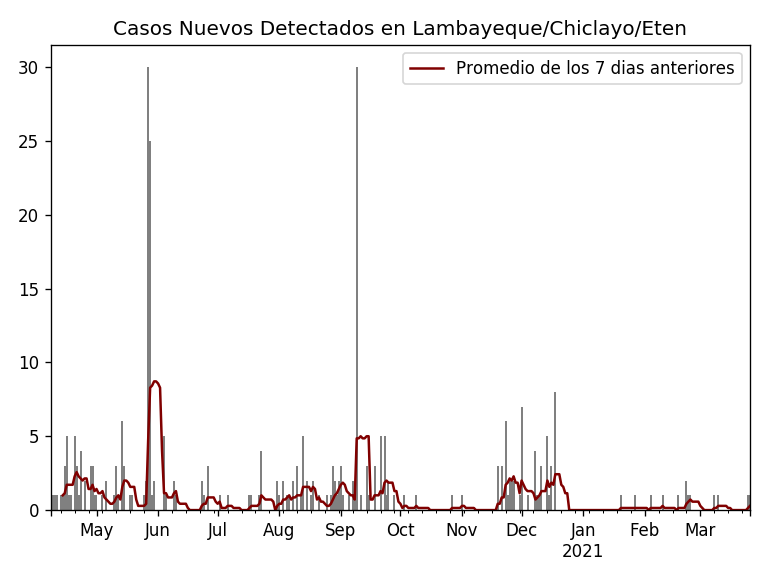 Casos Nuevos Detectados en Lambayeque/Chiclayo/Eten
Promedio de los 7 dias anteriores
30
25
20
15
10
5
0
May Jun Jul Aug Sep Oct Nov Dec Jan Feb Mar
2021